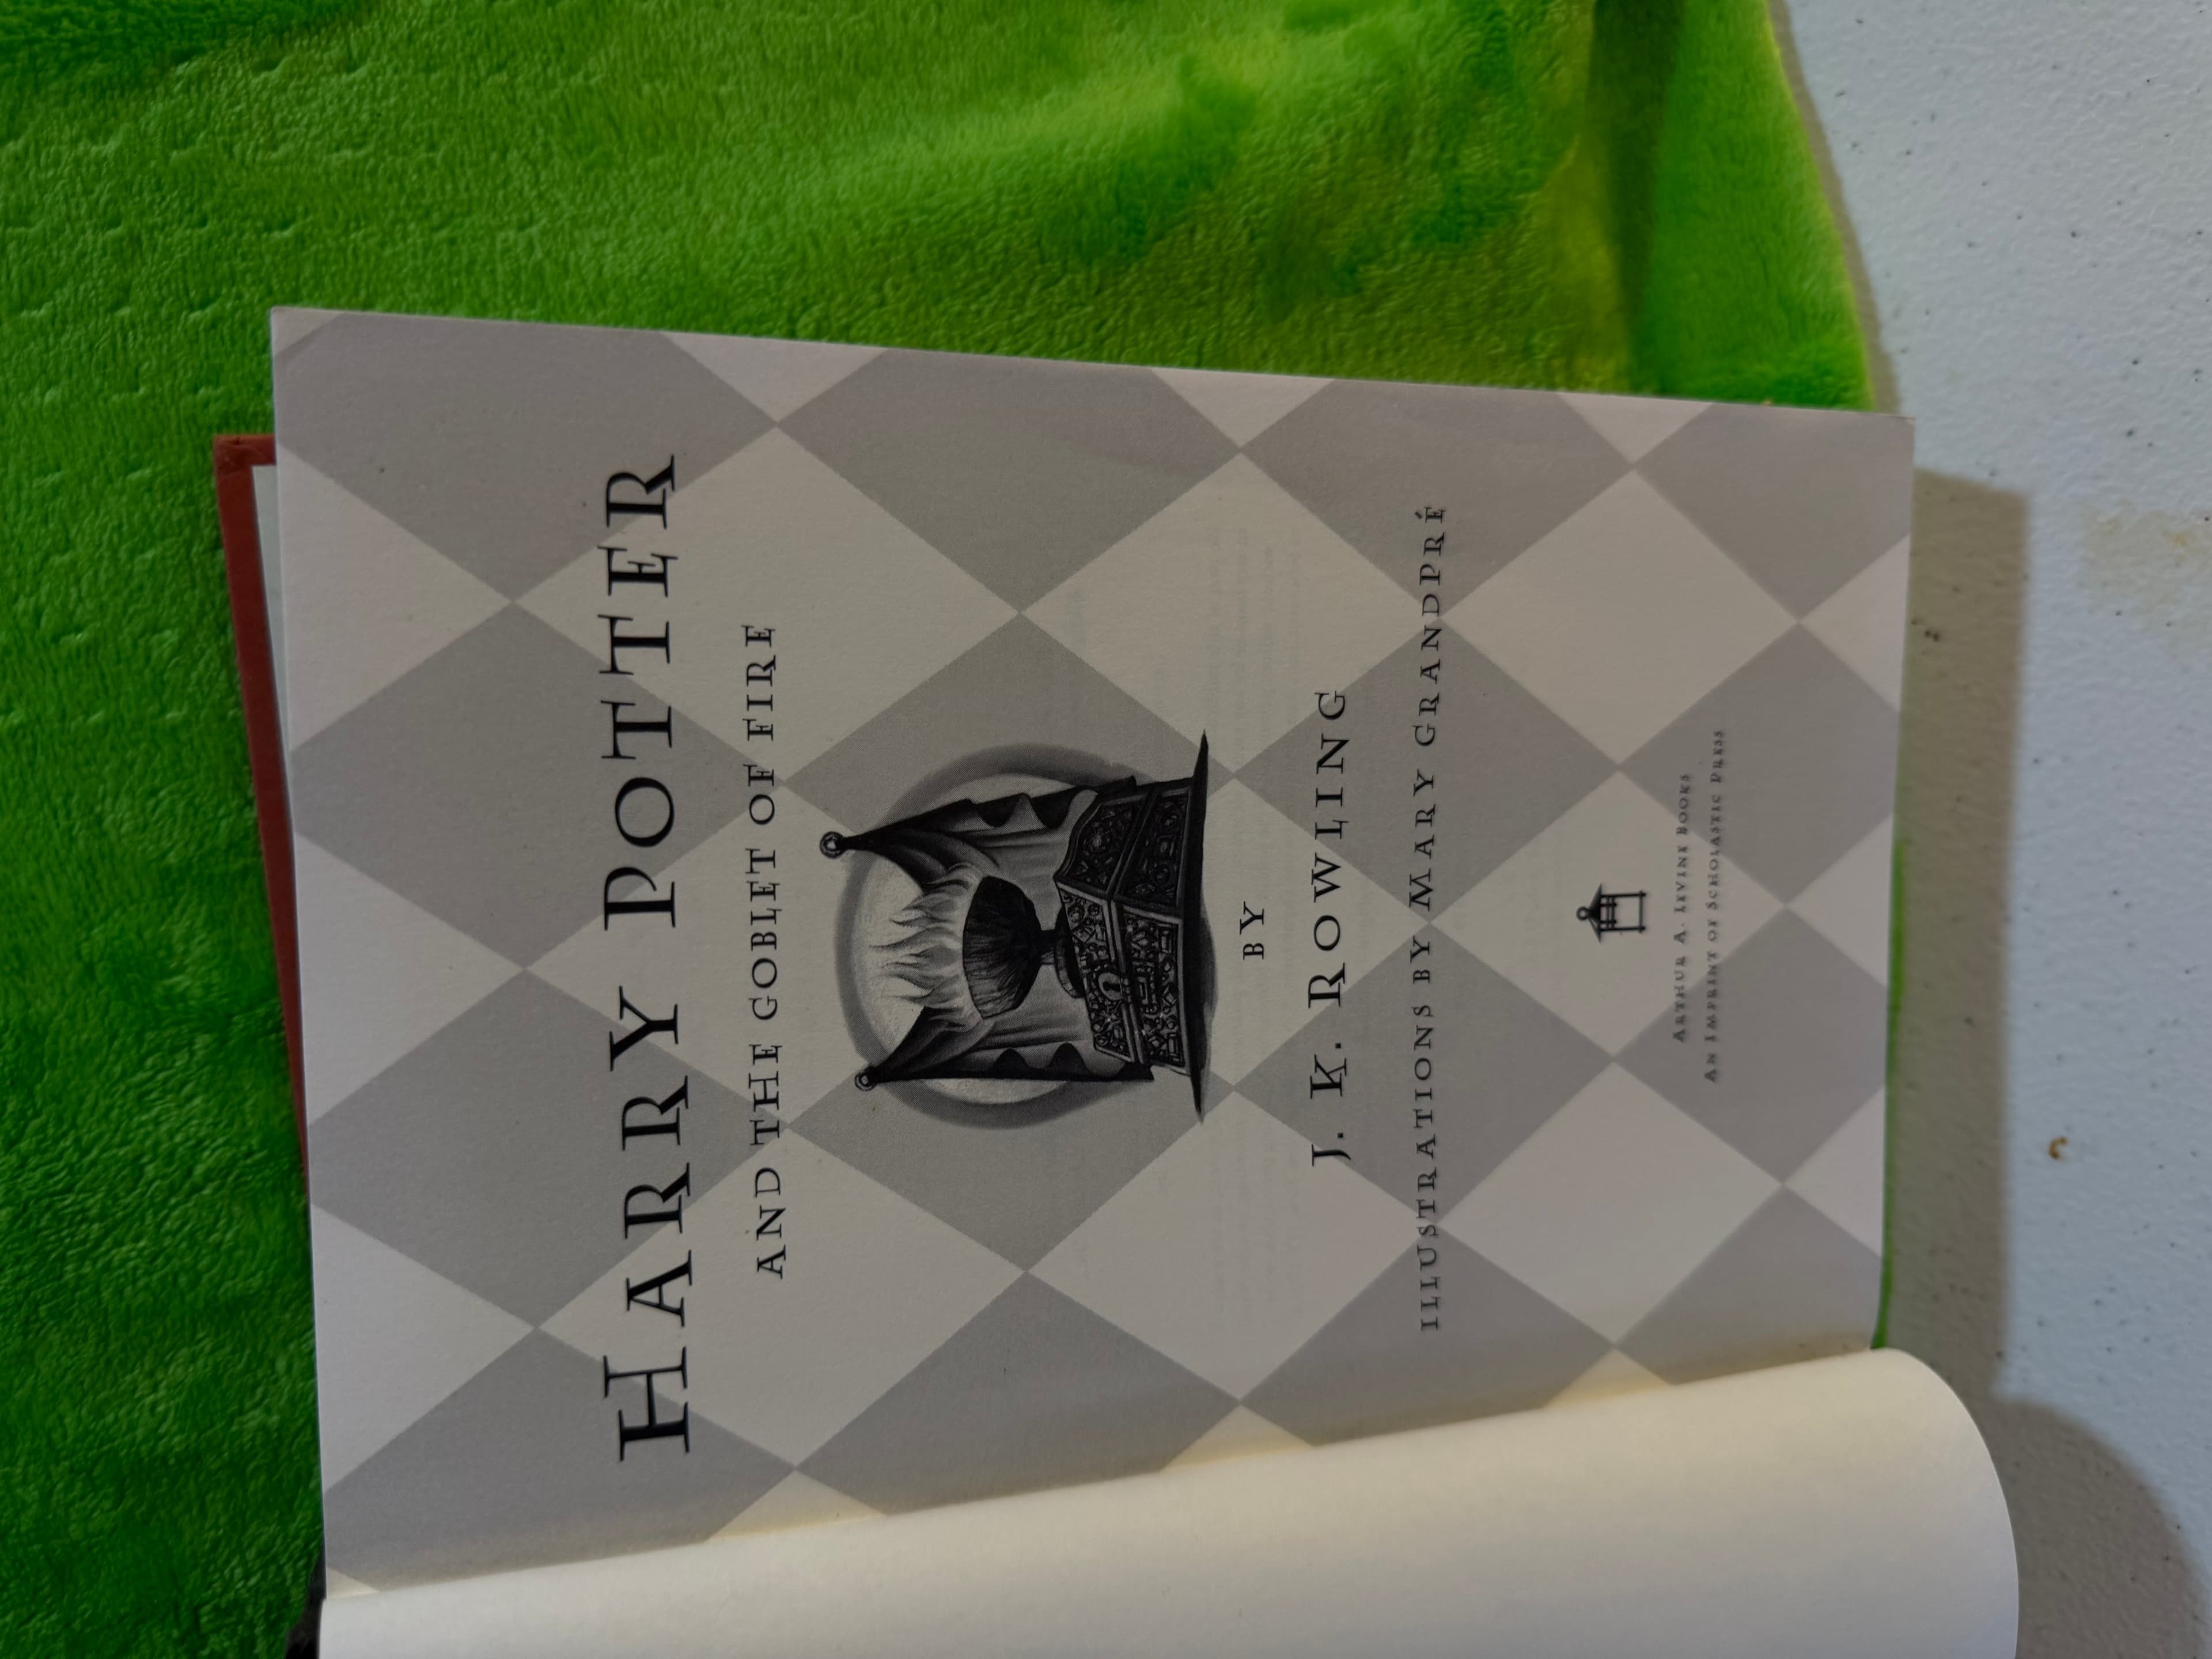 HARRY POTTER
AND THE GOBLET OF FIRE
BY
J. K. ROWLING
ILLUSTRATIONS BY MARY GRANDPRÉ
ARTHUR A. LEVINE BOOKS
AN IMPRINT OF SCHOLASTIC PRESS